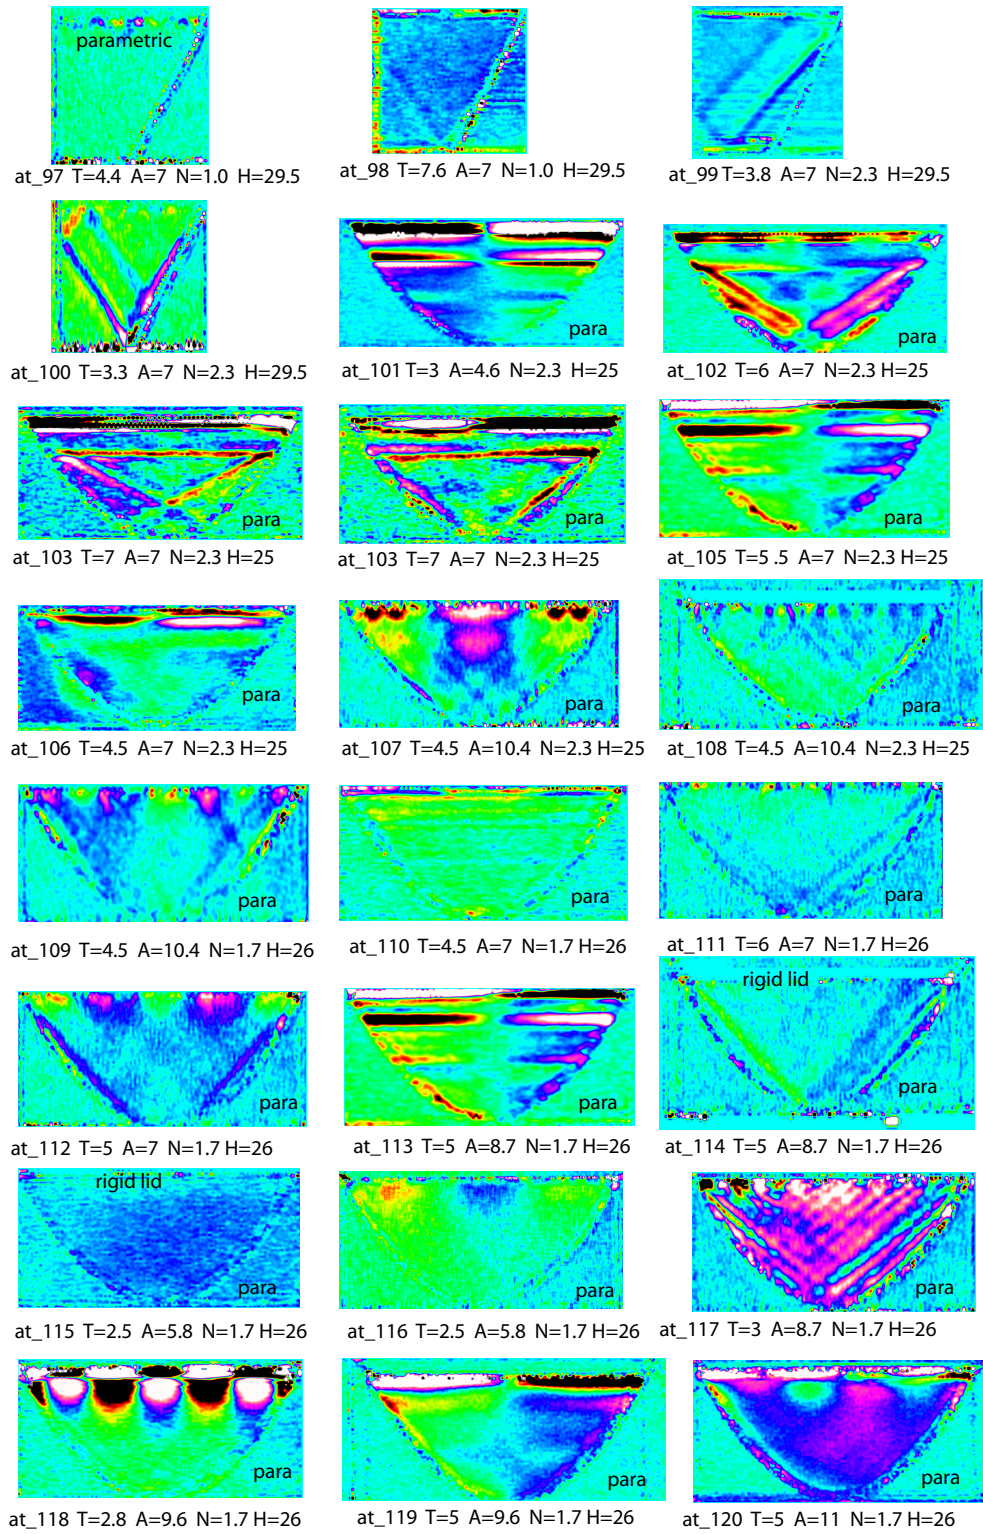 parametric
at_97 T=4.4 A=7 N=1.0 H=29.5
at_98 T=7.6 A=7 N=1.0 H=29.5
at_99 T=3.8 A=7 N=2.3 H=29.5
para
para
at_100 T=3.3 A=7 N=2.3 H=29.5
at_101 T=3 A=4.6 N=2.3 H=25
at_102 T=6 A=7 N=2.3 H=25
para
para
para
at_103 T=7 A=7 N=2.3 H=25
at_103 T=7 A=7 N=2.3 H=25
at_105 T=5 .5 A=7 N=2.3 H=25
para
para
para
at_106 T=4.5 A=7 N=2.3 H=25
at_107 T=4.5 A=10.4 N=2.3 H=25
at_108 T=4.5 A=10.4 N=2.3 H=25
para
para
para
at_109 T=4.5 A=10.4 N=1.7 H=26
at_110 T=4.5 A=7 N=1.7 H=26
at_111 T=6 A=7 N=1.7 H=26
rigid lid
para
para
para
at_112 T=5 A=7 N=1.7 H=26
at_113 T=5 A=8.7 N=1.7 H=26
at_114 T=5 A=8.7 N=1.7 H=26
rigid lid
para
para
para
at_115 T=2.5 A=5.8 N=1.7 H=26
at_116 T=2.5 A=5.8 N=1.7 H=26
at_117 T=3 A=8.7 N=1.7 H=26
para
para
para
at_118 T=2.8 A=9.6 N=1.7 H=26
at_119 T=5 A=9.6 N=1.7 H=26
at_120 T=5 A=11 N=1.7 H=26